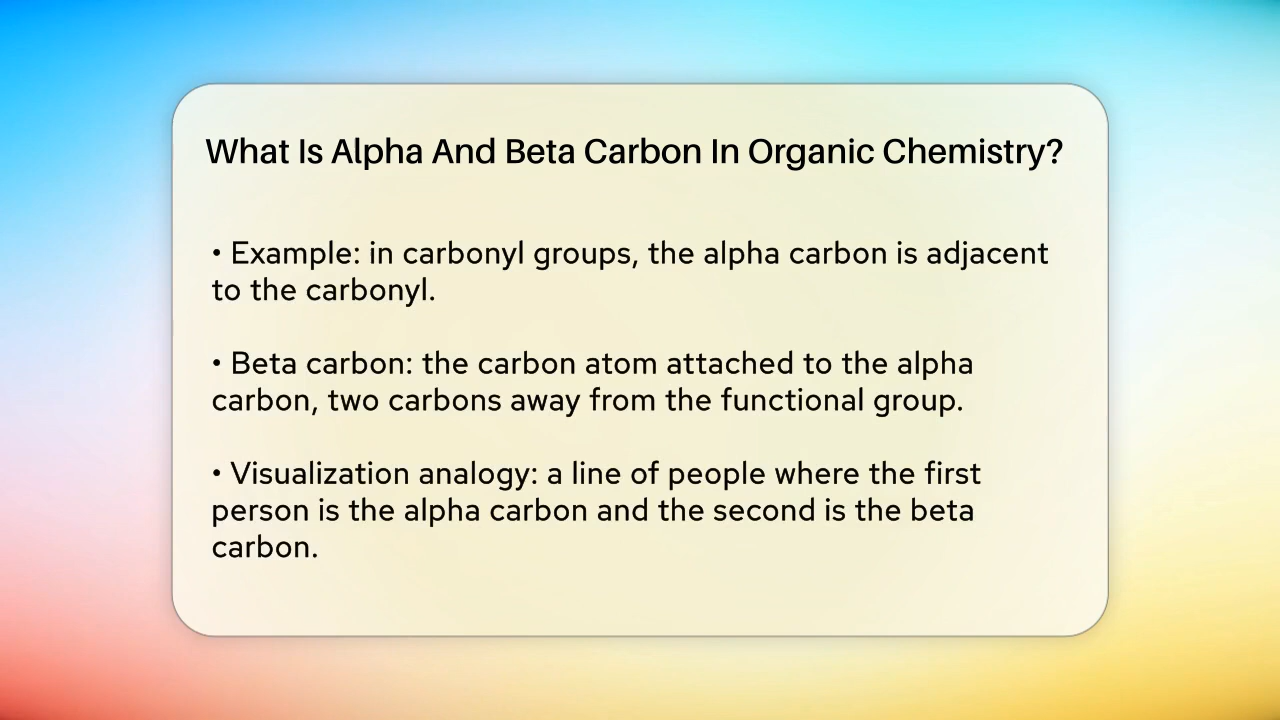 What Is Alpha And Beta Carbon In Organic Chemistry?
• Example: in carbonyl groups, the alpha carbon is adjacent
to the carbonyl.
• Beta carbon: the carbon atom attached to the alpha
carbon, two carbons away from the functional group.
• Visualization analogy: a line of people where the first
person is the alpha carbon and the second is the beta
carbon.